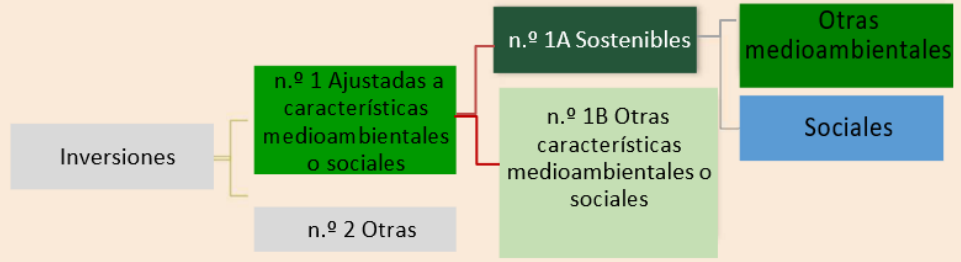 Inversiones
n.º 1 Ajustadas a
características
medioambientales
o sociales
n.º 2 Otras
n.º 1A Sostenibles
n.º 1B Otras
características
medioambientales o
sociales
Otras
medioambientales
Sociales